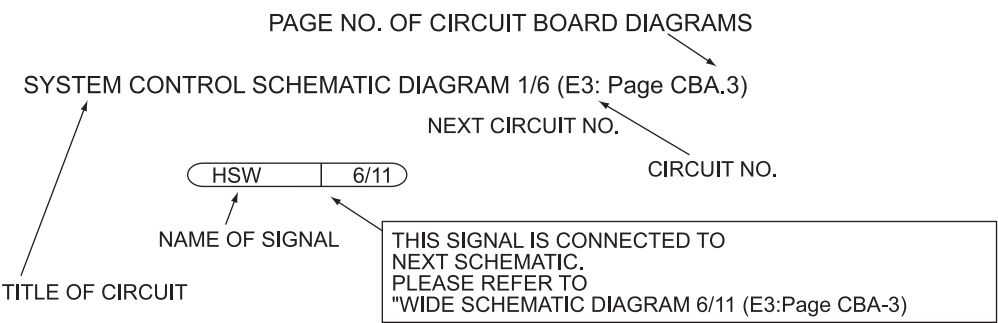 PAGE NO. OF CIRCUIT BOARD DIAGRAMS
SYSTEM CONTROL SCHEMATIC DIAGRAM 1/6 (E3: Page CBA.3)
NEXT CIRCUIT NO.
CIRCUIT NO.
HSW 6/11
NAME OF SIGNAL
THIS SIGNAL IS CONNECTED TO
NEXT SCHEMATIC.
PLEASE REFER TO
"WIDE SCHEMATIC DIAGRAM 6/11 (E3:Page CBA-3)
TITLE OF CIRCUIT